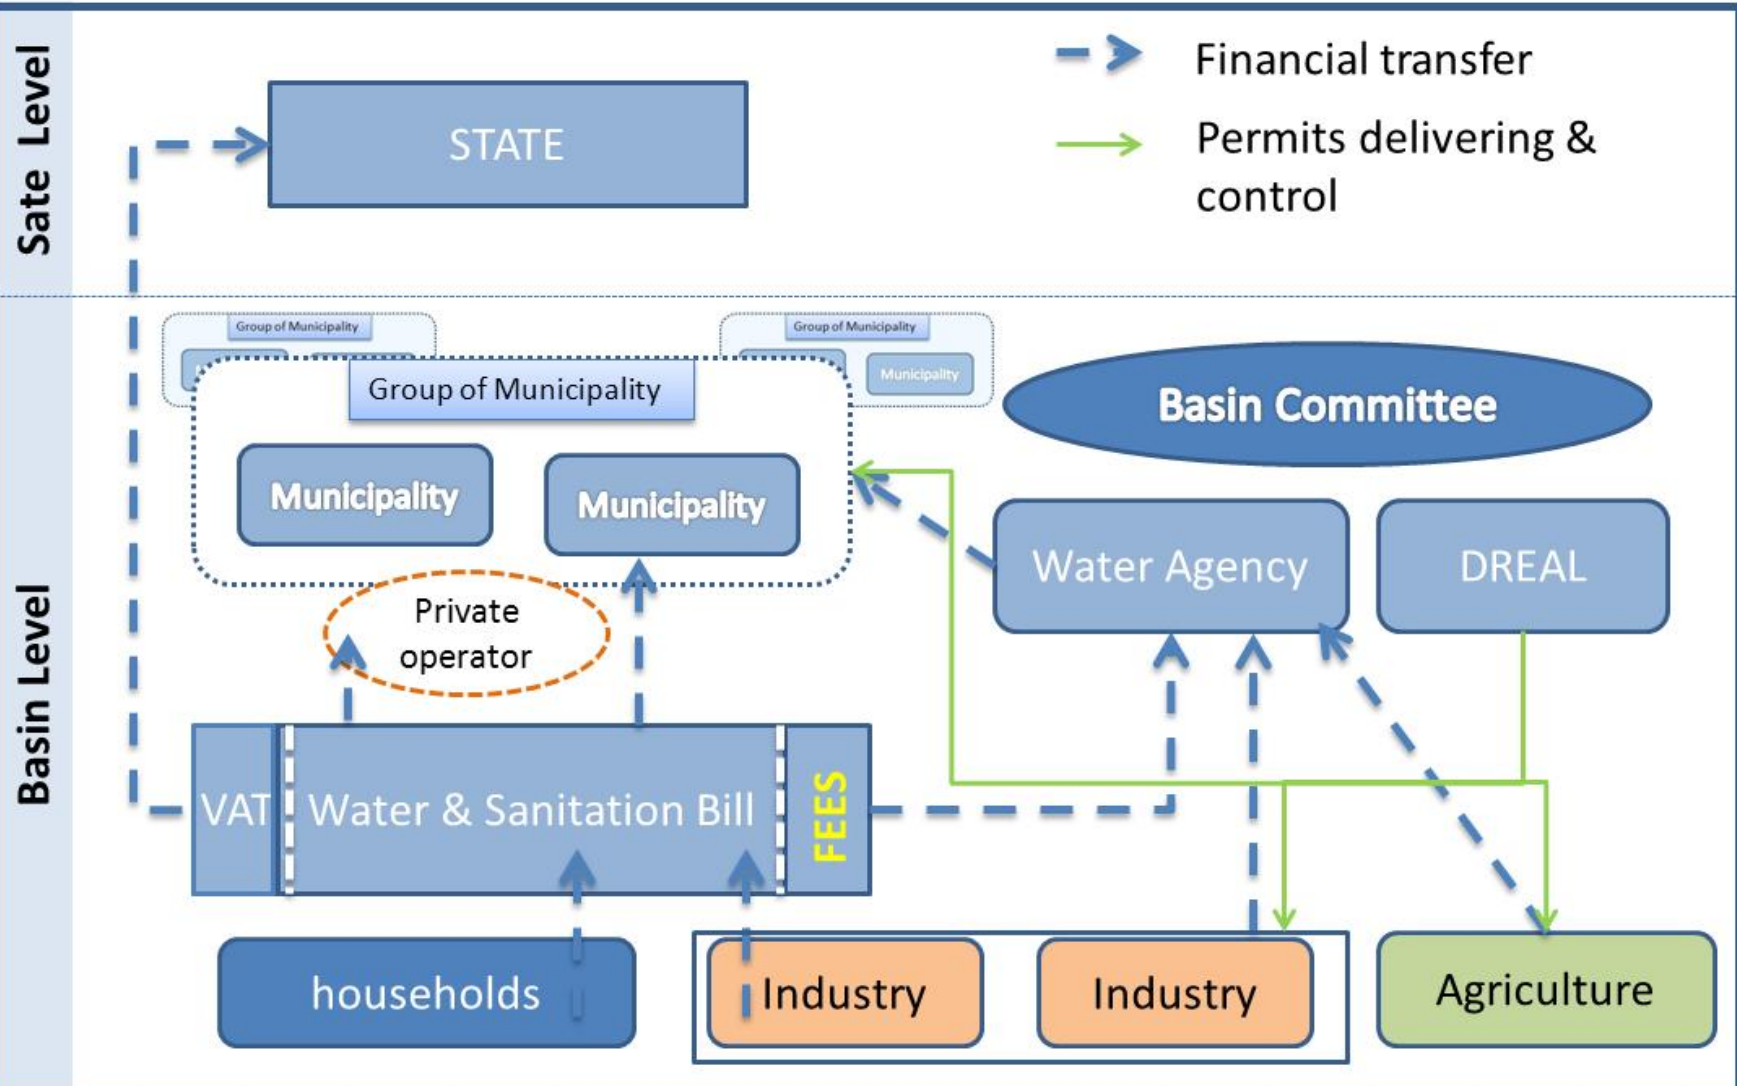 Sate Level
STATE
Financial transfer
Permits delivering &
control
Basin Level
Group of Municipality
Group of Municipality
Municipality
Group of Municipality
Municipality
Municipality
Basin Committee
Water Agency
DREAL
Private
operator
VAT
Water & Sanitation Bill
FEES
households
Industry
Industry
Agriculture